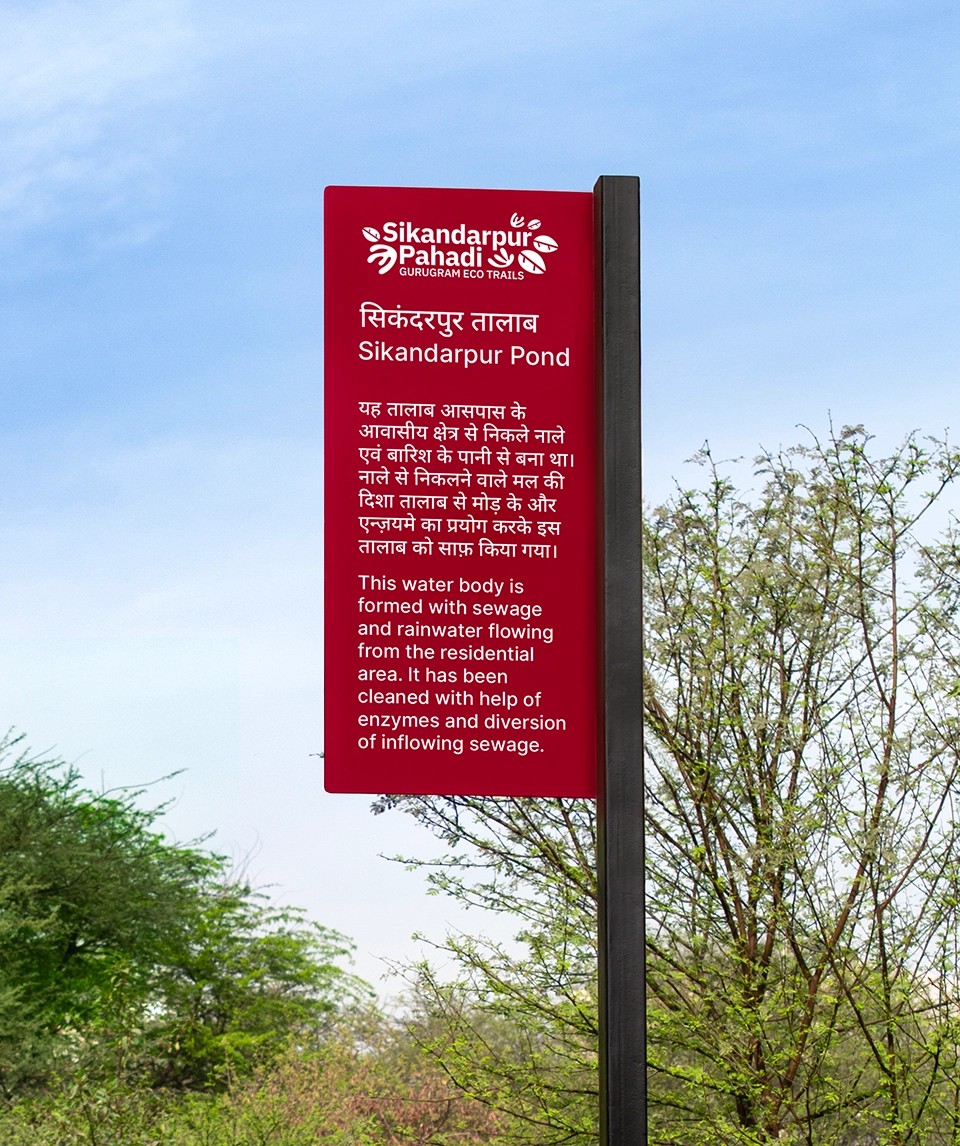 Sikandarpur
Pahadi
GURUGRAM ECO TRAILS
सिकंदरपुर तालाब
Sikandarpur Pond
यह तालाब आसपास के
आवासीय क्षेत्र से निकले नाले
एवं बारिश के पानी से बना था।
नाले से निकलने वाले मल की
दिशा तालाब से मोड़ के और
एन्ज़यमे का प्रयोग करके इस
तालाब को साफ़ किया गया।
This water body is
formed with sewage
and rainwater flowing
from the residential
area. It has been
cleaned with help of
enzymes and diversion
of inflowing sewage.